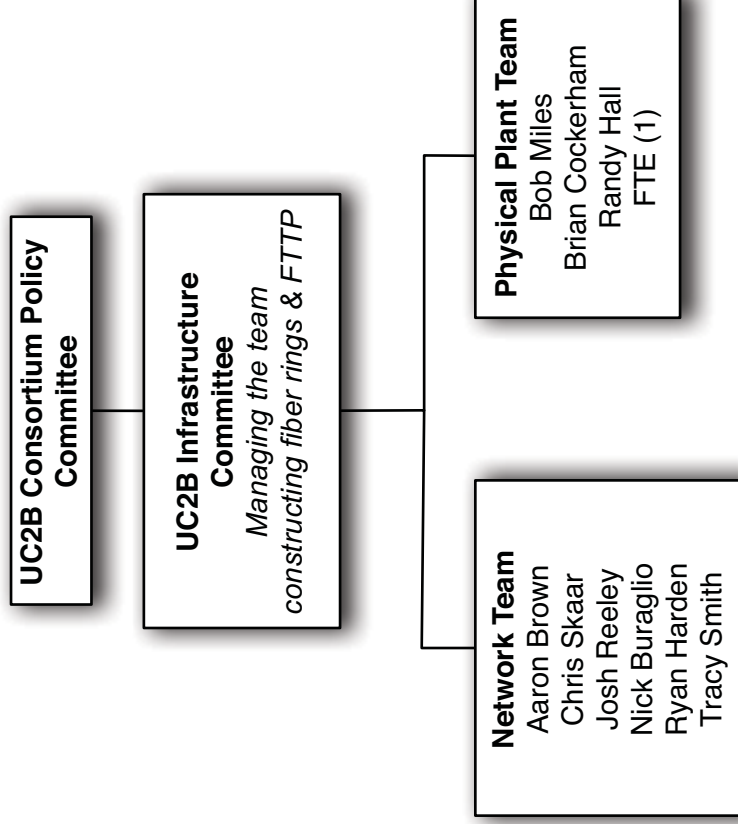 UC2B Consortium Policy
Committee
UC2B Infrastructure
Committee
Managing the team
constructing fiber rings & FTTP
Network Team
Aaron Brown
Chris Skaar
Josh Reeley
Nick Buraglio
Ryan Harden
Tracy Smith
Physical Plant Team
Bob Miles
Brian Cockerham
Randy Hall
FTE (1)